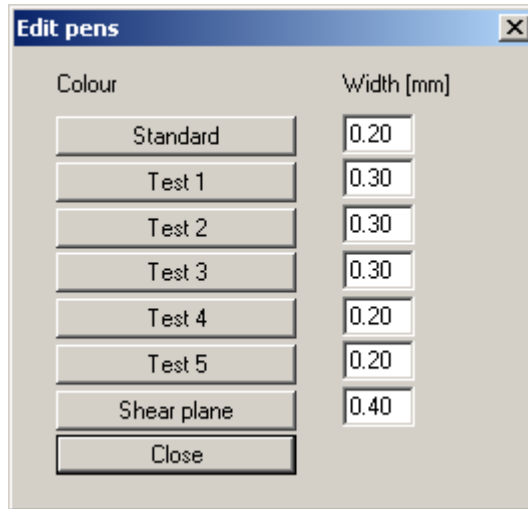 Edit pens
Colour Width [mm]
Standard 0.20
Test 1 0.30
Test 2 0.30
Test 3 0.30
Test 4 0.20
Test 5 0.20
Shear plane 0.40
Close